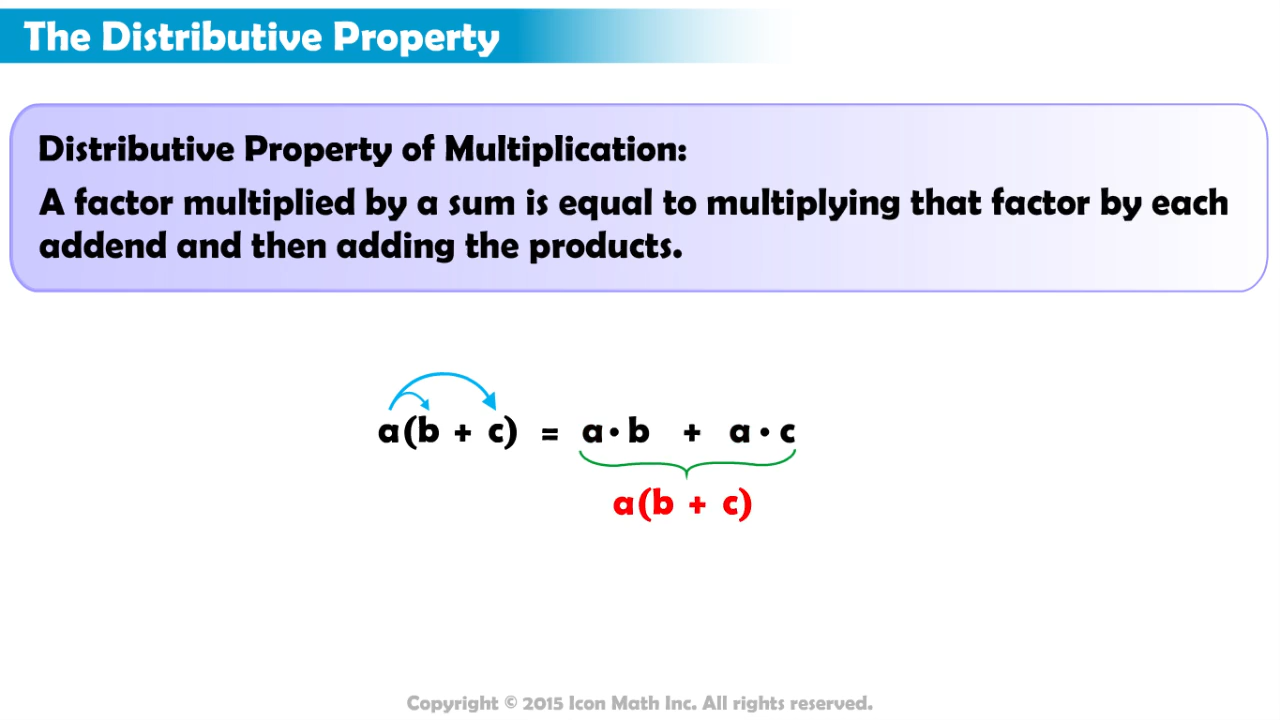 The Distributive Property
Distributive Property of Multiplication:
A factor multiplied by a sum is equal to multiplying that factor by each
addend and then adding the products.
a(b + c) = a • b + a • c
a(b + c)
Copyright © 2015 Icon Math Inc. All rights reserved.